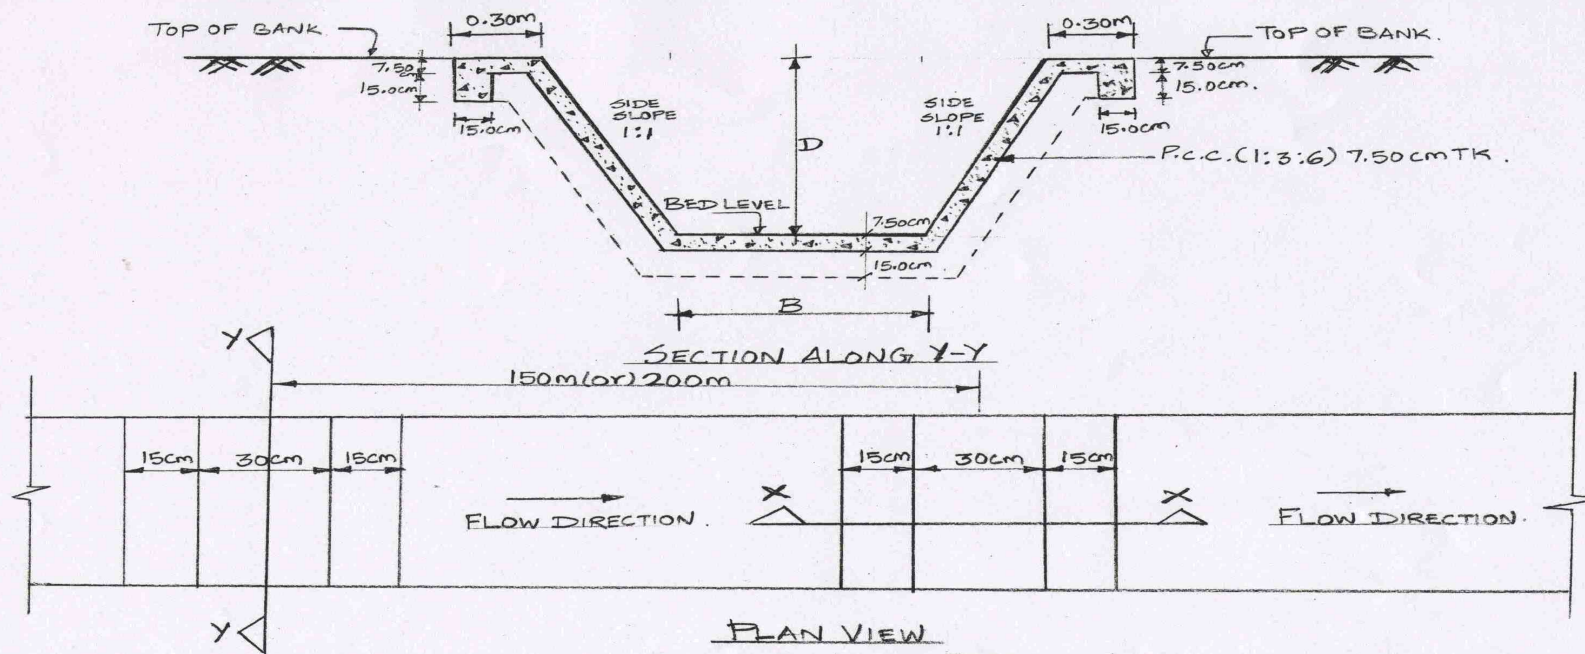 0.30m
0.30m
TOP OF BANK
TOP OF BANK.
7.50
15.0cm
7.50cm
15.0cm.
SIDE
SLOPE
1:1
SIDE
SLOPE
1:1
15.0cm
15.0cm
D
P.C.C.(1:3:6) 7.50cm TK.
BED LEVEL
7.50cm
15.0cm
B
Y
SECTION ALONG Y-Y
150m(or)200m
15cm
30cm
15cm
15cm
30cm
15cm
X
X
FLOW DIRECTION.
FLOW DIRECTION.
Y
PLAN VIEW